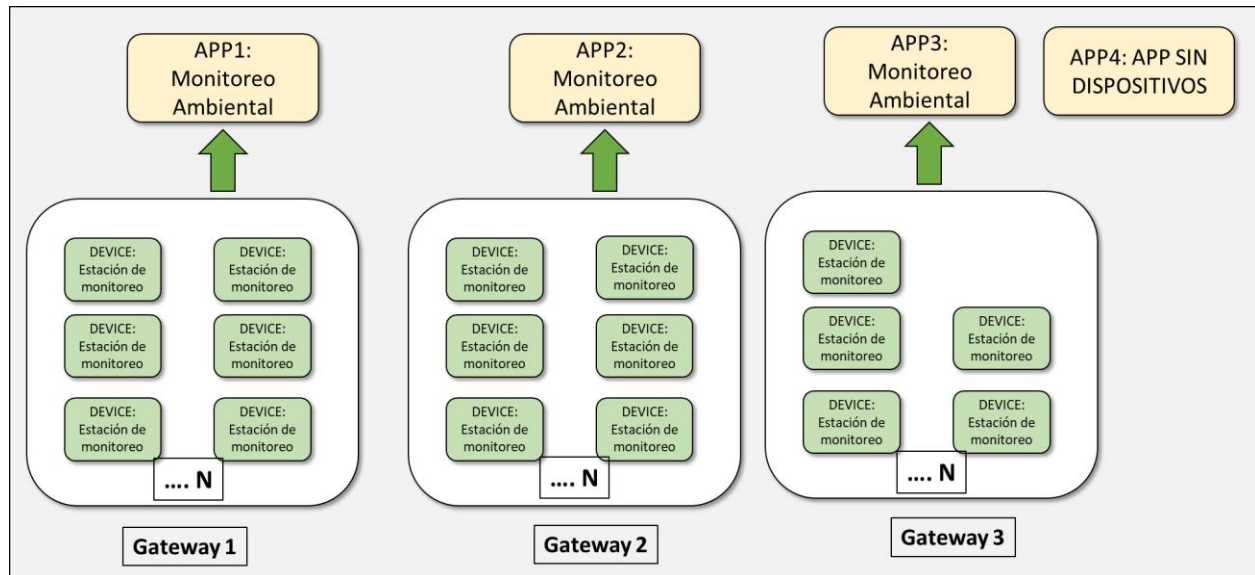 APP1:
Monitoreo
Ambiental
APP2:
Monitoreo
Ambiental
APP3:
Monitoreo
Ambiental
APP4: APP SIN
DISPOSITIVOS
DEVICE:
Estación de
monitoreo
DEVICE:
Estación de
monitoreo
DEVICE:
Estación de
monitoreo
DEVICE:
Estación de
monitoreo
DEVICE:
Estación de
monitoreo
DEVICE:
Estación de
monitoreo
.... N
Gateway 1
DEVICE:
Estación de
monitoreo
DEVICE:
Estación de
monitoreo
DEVICE:
Estación de
monitoreo
DEVICE:
Estación de
monitoreo
DEVICE:
Estación de
monitoreo
DEVICE:
Estación de
monitoreo
.... N
Gateway 2
DEVICE:
Estación de
monitoreo
DEVICE:
Estación de
monitoreo
DEVICE:
Estación de
monitoreo
DEVICE:
Estación de
monitoreo
DEVICE:
Estación de
monitoreo
.... N
Gateway 3